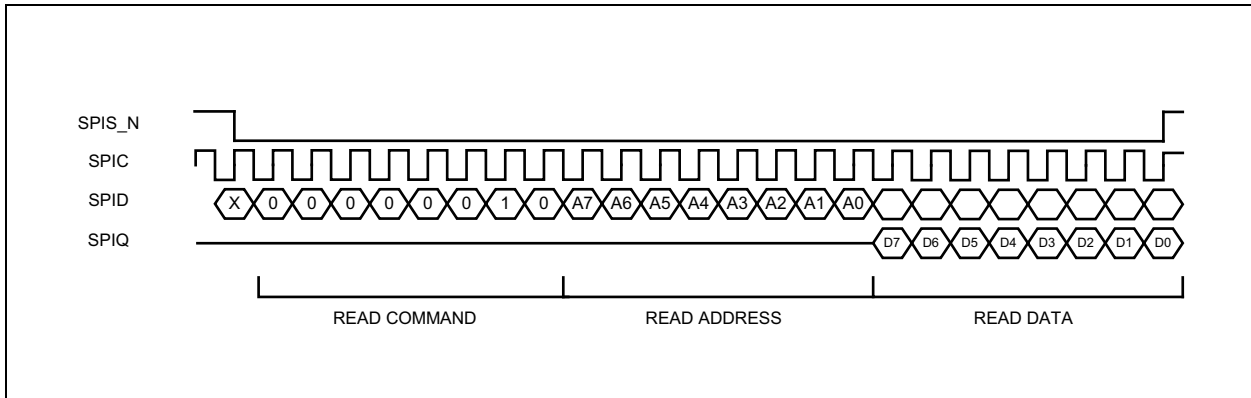 SPIS_N
SPIC
SPID X 0 0 0 0 0 0 1 0 A7 A6 A5 A4 A3 A2 A1 A0
SPIQ D7 D6 D5 D4 D3 D2 D1 D0
READ COMMAND READ ADDRESS READ DATA